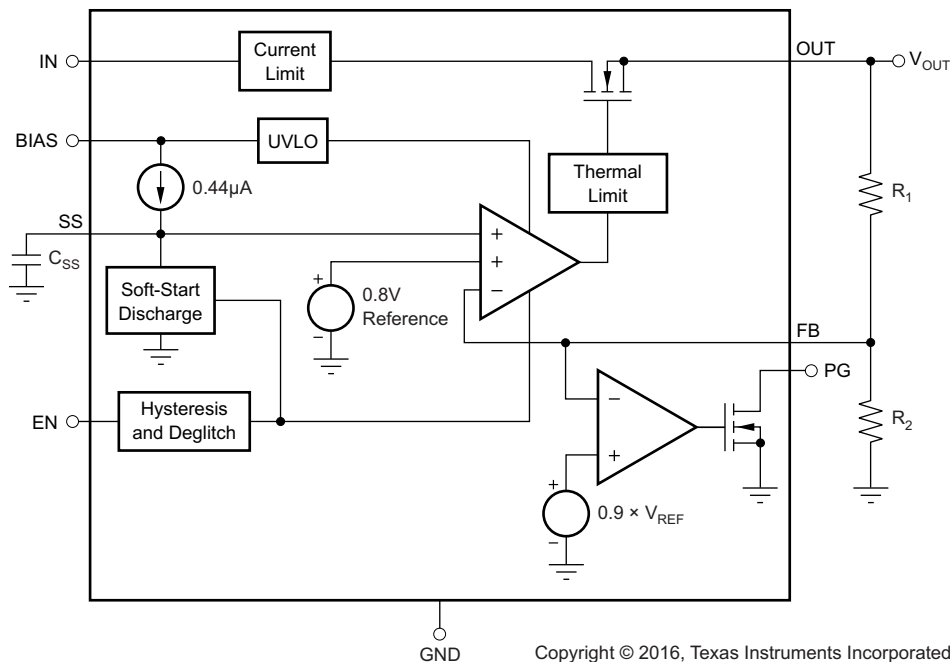 IN
Current
Limit
OUT
V_OUT
BIAS
UVLO
Thermal
Limit
0.44µA
R_1
SS
C_SS
+
+
−
+
−
0.8V
Reference
Soft-Start
Discharge
FB
PG
EN
Hysteresis
and Deglitch
−
+
R_2
+
−
0.9 × V_REF
GND
Copyright © 2016, Texas Instruments Incorporated